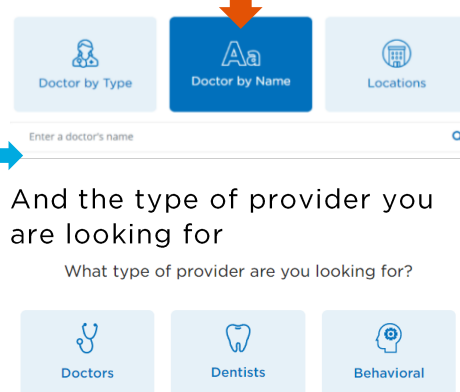 Aa
Doctor by Type Doctor by Name Locations
Enter a doctor's name
And the type of provider you
are looking for
What type of provider are you looking for?
Doctors Dentists Behavioral